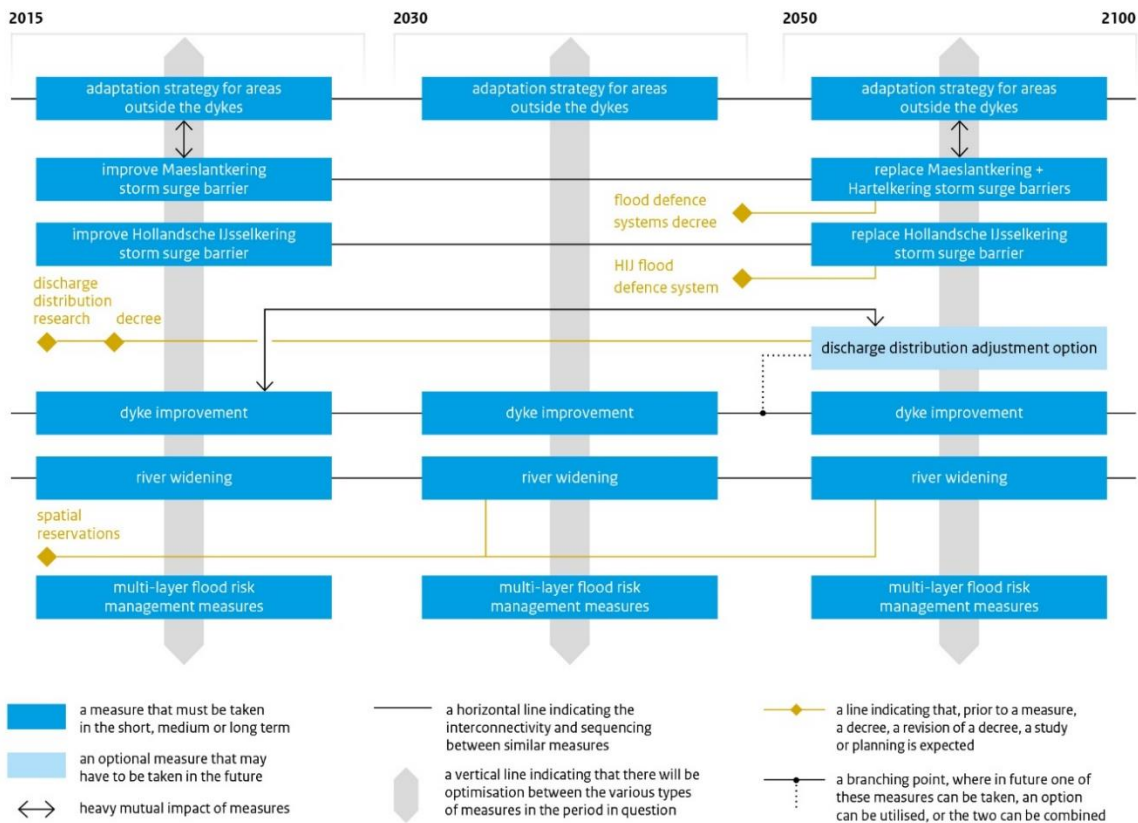 2015
2030
2050
2100
adaptation strategy for areas
outside the dykes
adaptation strategy for areas
outside the dykes
adaptation strategy for areas
outside the dykes
improve Maeslantkering
storm surge barrier
replace Maeslantkering +
Hartelkering storm surge barriers
flood defence
systems decree
improve Hollandsche IJsselkering
storm surge barrier
replace Hollandsche IJsselkering
storm surge barrier
HIJ flood
defence system
discharge
distribution
research
decree
discharge distribution adjustment option
dyke improvement
dyke improvement
dyke improvement
river widening
river widening
river widening
spatial
reservations
multi-layer flood risk
management measures
multi-layer flood risk
management measures
multi-layer flood risk
management measures
a measure that must be taken
in the short, medium or long term
an optional measure that may
have to be taken in the future
heavy mutual impact of measures
a horizontal line indicating the
interconnectivity and sequencing
between similar measures
a vertical line indicating that there will be
optimisation between the various types
of measures in the period in question
a line indicating that, prior to a measure,
a decree, a revision of a decree, a study
or planning is expected
a branching point, where in future one of
these measures can be taken, an option
can be utilised, or the two can be combined